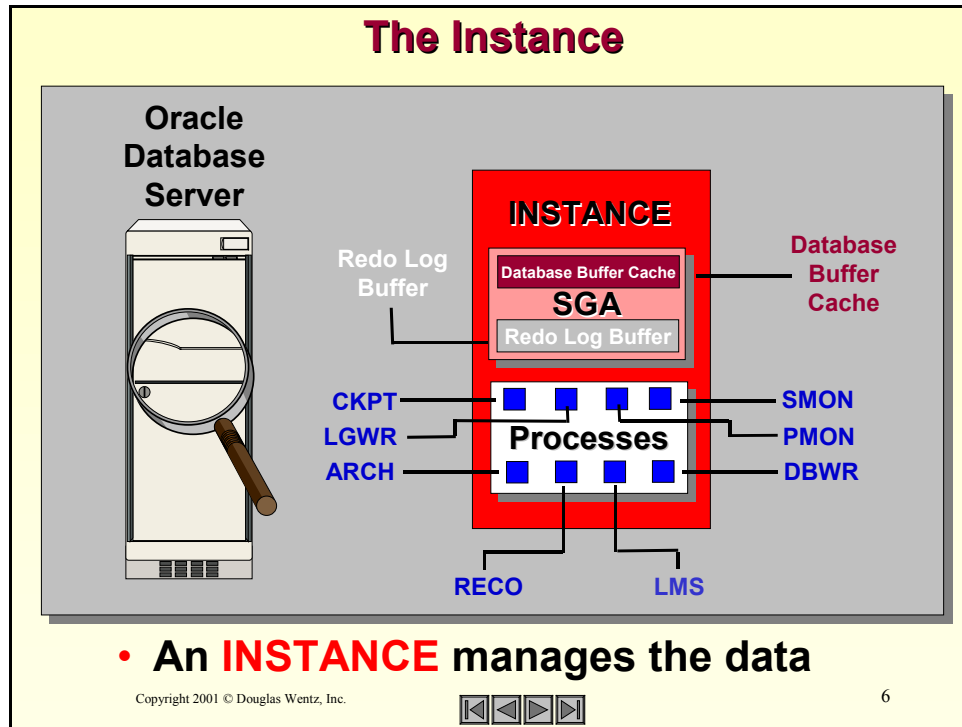 The Instance
Oracle
Database
Server
INSTANCE
Redo Log
Buffer
Database Buffer Cache
SGA
Redo Log Buffer
Database
Buffer
Cache
CKPT
SMON
LGWR
Processes
PMON
ARCH
DBWR
RECO
LMS
• An INSTANCE manages the data
Copyright 2001 © Douglas Wentz, Inc.
6